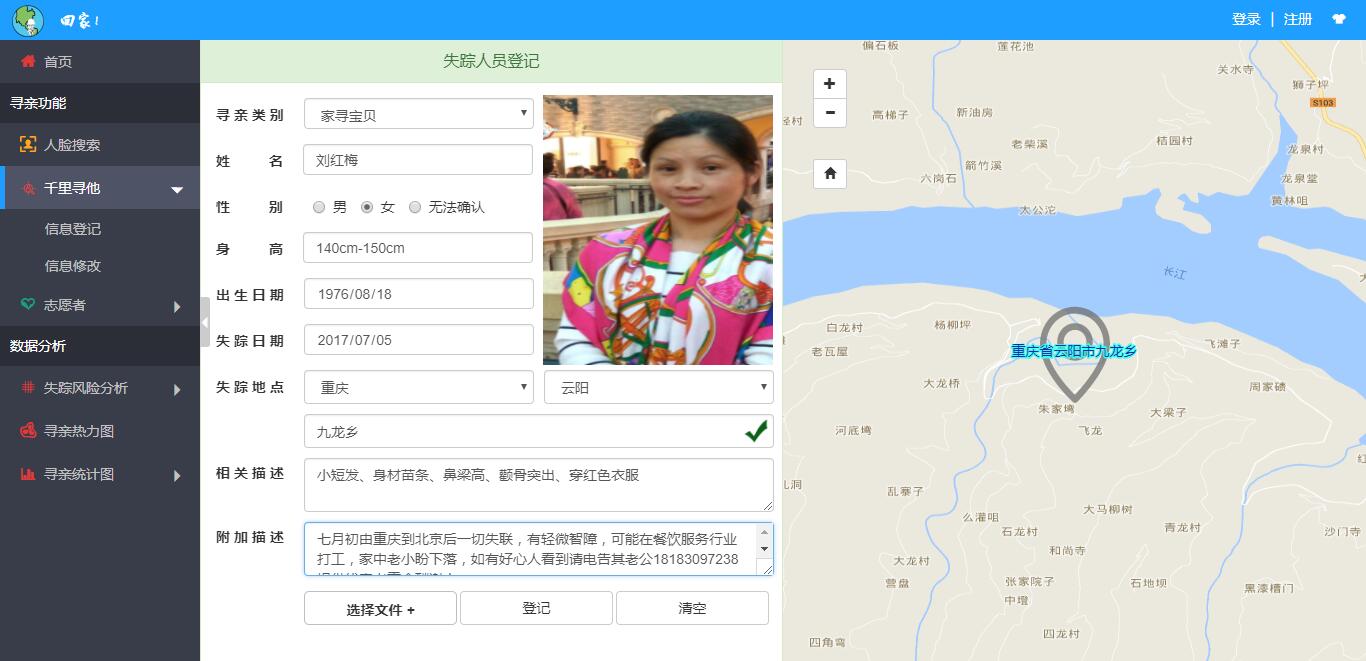 回家！
登录 | 注册
首页
寻亲功能
人脸搜索
千里寻他
信息登记
信息修改
志愿者
数据分析
失踪风险分析
寻亲热力图
寻亲统计图
失踪人员登记
寻亲类别 家寻宝贝
姓 名 刘红梅
性 别 男 女 无法确认
身 高 140cm-150cm
出生日期 1976/08/18
失踪日期 2017/07/05
失踪地点 重庆 云阳
九龙乡
相关描述 小短发、身材苗条、鼻梁高、颧骨突出、穿红色衣服
附加描述 七月初由重庆到北京后一切失联，有轻微智障，可能在餐饮服务行业
打工，家中老小盼下落，如有好心人看到请电告其老公18183097238
选择文件 + 登记 清空
+
-
偏石板
莲花池
关水寺
狮子坪
S103
高梯子
新油房
老柴溪
桔园村
龙泉村
箭竹溪
六岗石
龙泉堂
黄林咀
大公沱
长江
白龙村
杨柳坪
重庆省云阳市九龙乡
飞滩子
老瓦屋
大龙桥
周家碛
朱家塆
大梁子
河底塆
飞龙
儿洞
乱寨子
大马柳树
么灌咀
石龙村
青龙村
沙门寺
和尚寺
大龙村
营盘
张家院子
石地坝
黑漆槽门
中墱
四龙村
四角窝